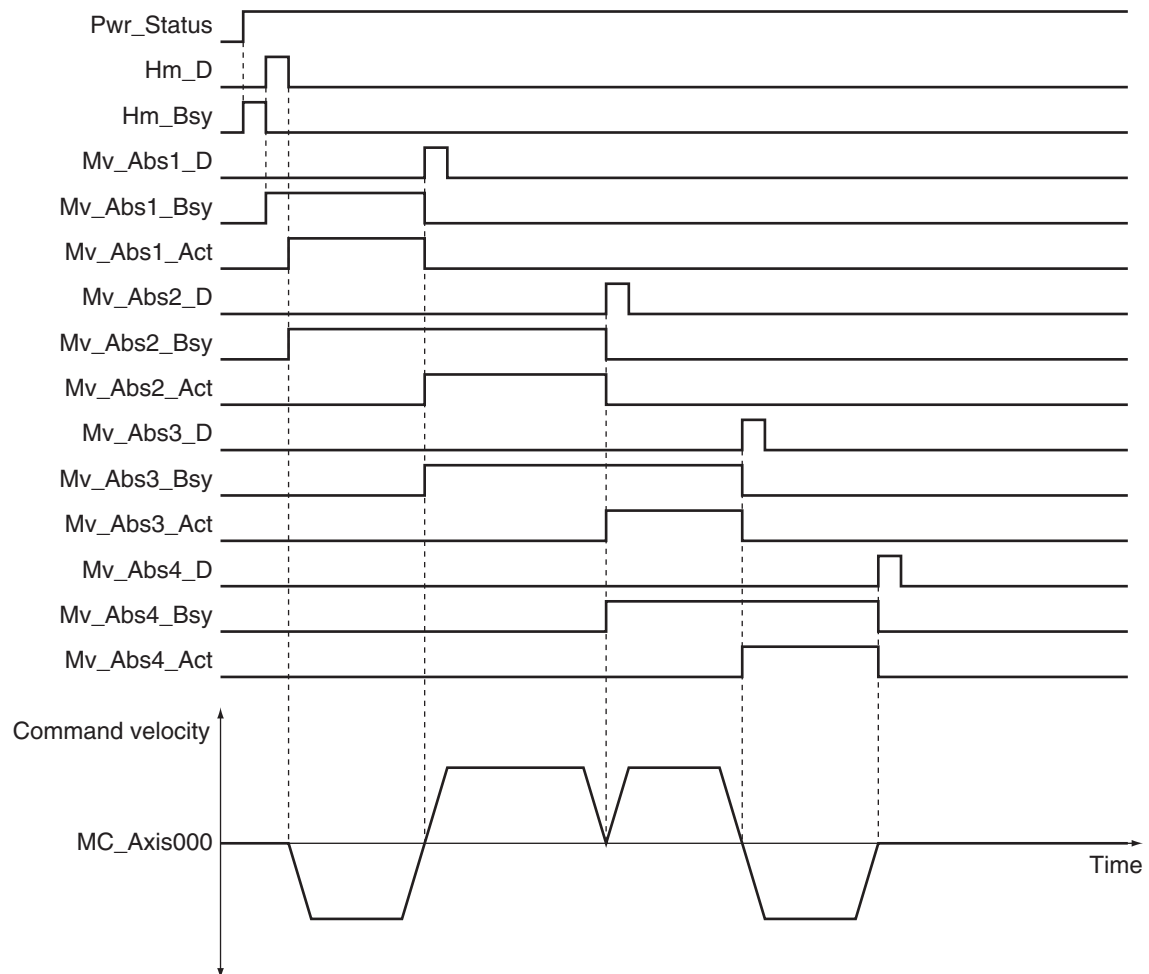 Pwr_Status
Hm_D
Hm_Bsy
Mv_Abs1_D
Mv_Abs1_Bsy
Mv_Abs1_Act
Mv_Abs2_D
Mv_Abs2_Bsy
Mv_Abs2_Act
Mv_Abs3_D
Mv_Abs3_Bsy
Mv_Abs3_Act
Mv_Abs4_D
Mv_Abs4_Bsy
Mv_Abs4_Act
Command velocity
MC_Axis000
Time